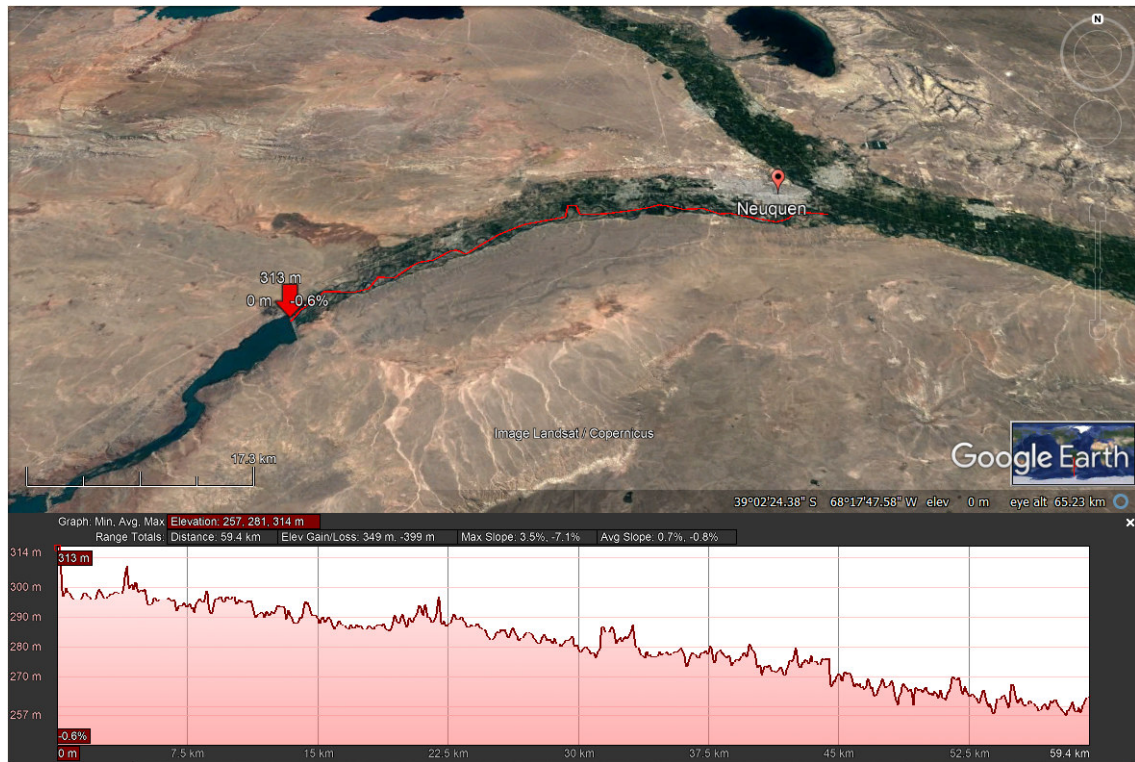 N
Neuquen
313 m
0 m -0.6%
Image Landsat / Copernicus
17.3 km
Google Earth
39°02'24.38" S 68°17'47.58" W elev 0 m eye alt 65.23 km
Graph: Min, Avg, Max Elevation: 257, 281, 314 m
Range Totals: Distance: 59.4 km Elev Gain/Loss: 349 m, -399 m Max Slope: 3.5%, -7.1% Avg Slope: 0.7%, -0.8%
314 m
313 m
300 m
290 m
280 m
270 m
257 m
-0.6%
0 m 7.5 km 15 km 22.5 km 30 km 37.5 km 45 km 52.5 km 59.4 km